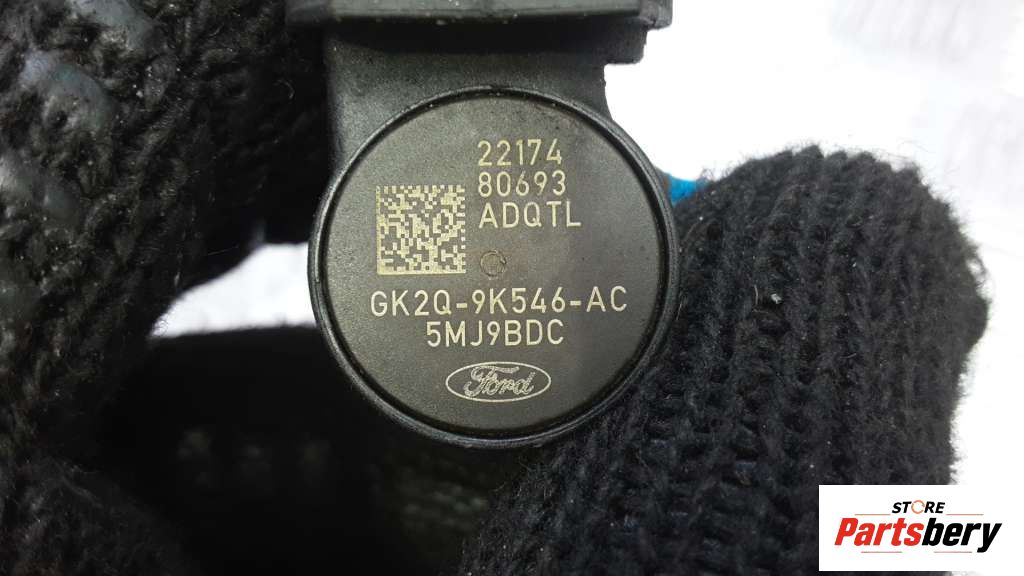 22174
80693
ADQTL
GK2Q-9K546-AC
5MJ9BDC
Ford
STORE
Partsbery